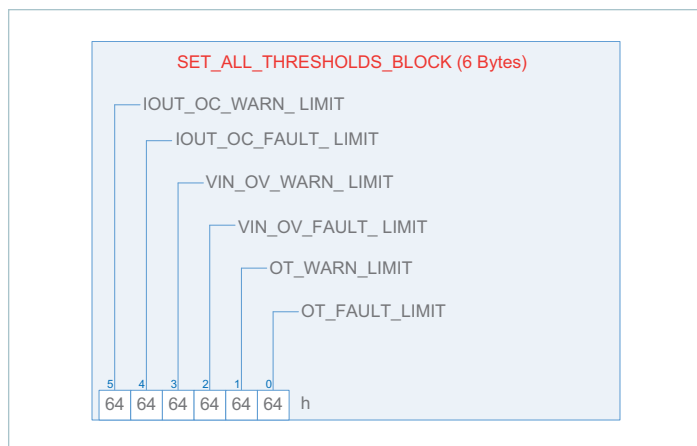 SET_ALL_THRESHOLDS_BLOCK (6 Bytes)
IOUT_OC_WARN_ LIMIT
IOUT_OC_FAULT_ LIMIT
VIN_OV_WARN_ LIMIT
VIN_OV_FAULT_ LIMIT
OT_WARN_LIMIT
OT_FAULT_LIMIT
5 4 3 2 1 0
64 64 64 64 64 64 h